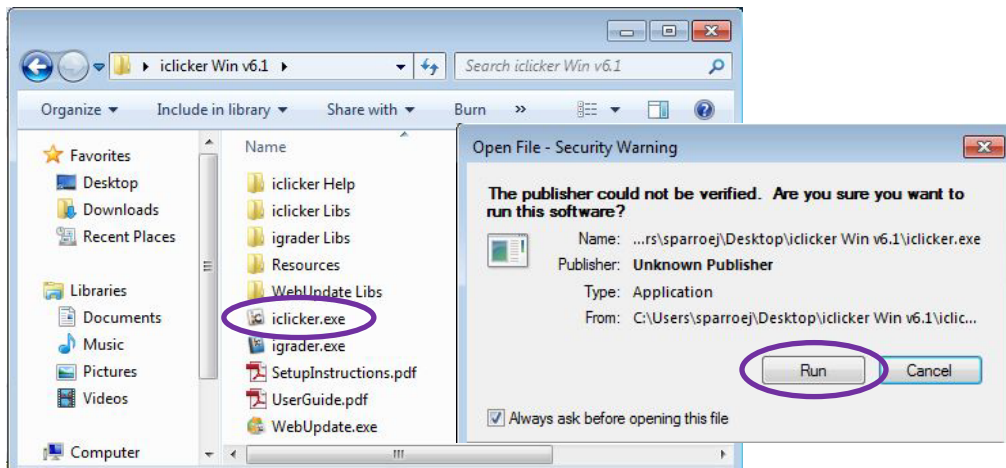 iclicker Win v6.1
Search iclicker Win v6.1
Organize Include in library Share with Burn »
Favorites
Desktop
Downloads
Recent Places
Libraries
Documents
Music
Pictures
Videos
Computer
Name
iclicker Help
iclicker Libs
igrader Libs
Resources
WebUpdate Libs
iclicker.exe
igrader.exe
SetupInstructions.pdf
UserGuide.pdf
WebUpdate.exe
Open File - Security Warning
The publisher could not be verified. Are you sure you want to
run this software?
Name: ...rs\sparroej\Desktop\iclicker Win v6.1\iclicker.exe
Publisher: Unknown Publisher
Type: Application
From: C:\Users\sparroej\Desktop\iclicker Win v6.1\iclic...
Run Cancel
Always ask before opening this file